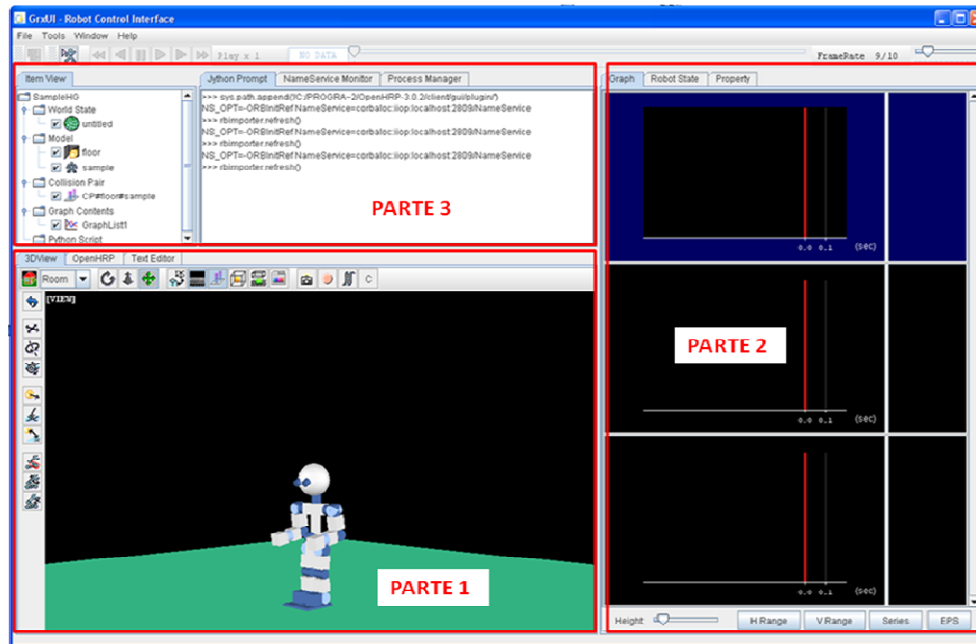 GrxUI - Robot Control Interface
File Tools Window Help
Play x 1 NO DATA FrameRate 9/10
Item View
SampleHG
World State
untitled
Model
floor
sample
Collision Pair
CP#floor#sample
Graph Contents
GraphList1
Python Script
Jython Prompt NameService Monitor Process Manager
>>> sys.path.append('/C:/PROGRA~2/OpenHRP-3.0.2/client/gui/plugin/')
NS_OPT=-ORBInitRef NameService=corbaloc:iiop:localhost:2809/NameService
>>> rbimporter.refresh()
NS_OPT=-ORBInitRef NameService=corbaloc:iiop:localhost:2809/NameService
>>> rbimporter.refresh()
NS_OPT=-ORBInitRef NameService=corbaloc:iiop:localhost:2809/NameService
>>> rbimporter.refresh()
PARTE 3
3DView OpenHRP Text Editor
Room C
[VIEW]
PARTE 1
Graph Robot State Property
0.0 0.1 (sec)
PARTE 2
0.0 0.1 (sec)
0.0 0.1 (sec)
Height H Range V Range Series EPS